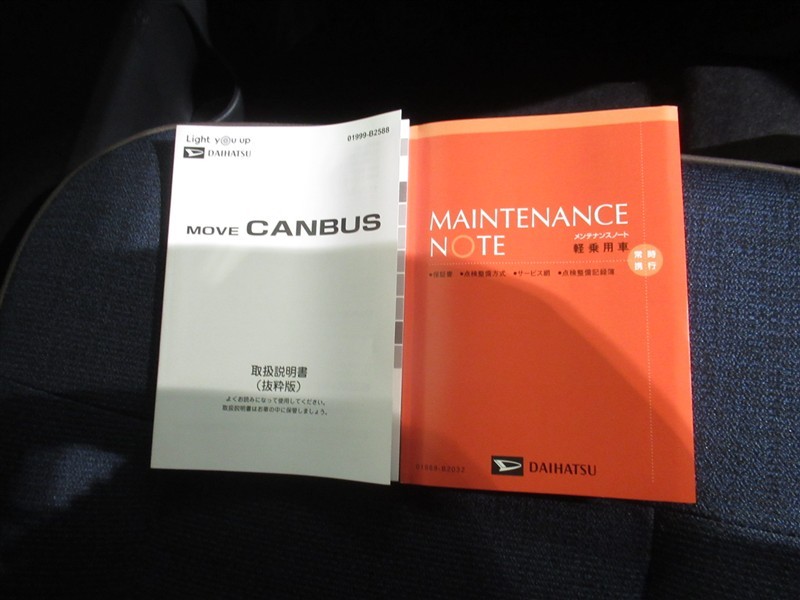 Light you up
01999-B2588
DAIHATSU
MOVE CANBUS
取扱説明書
(抜粋版)
よくお読みになって使用してください。
取扱説明書はお車の中に保管しましょう。
MAINTENANCE
NOTE
メンテナンスノート
軽乗用車
常時
携行
•保証書 •点検整備方式 •サービス網 •点検整備記録簿
DAIHATSU